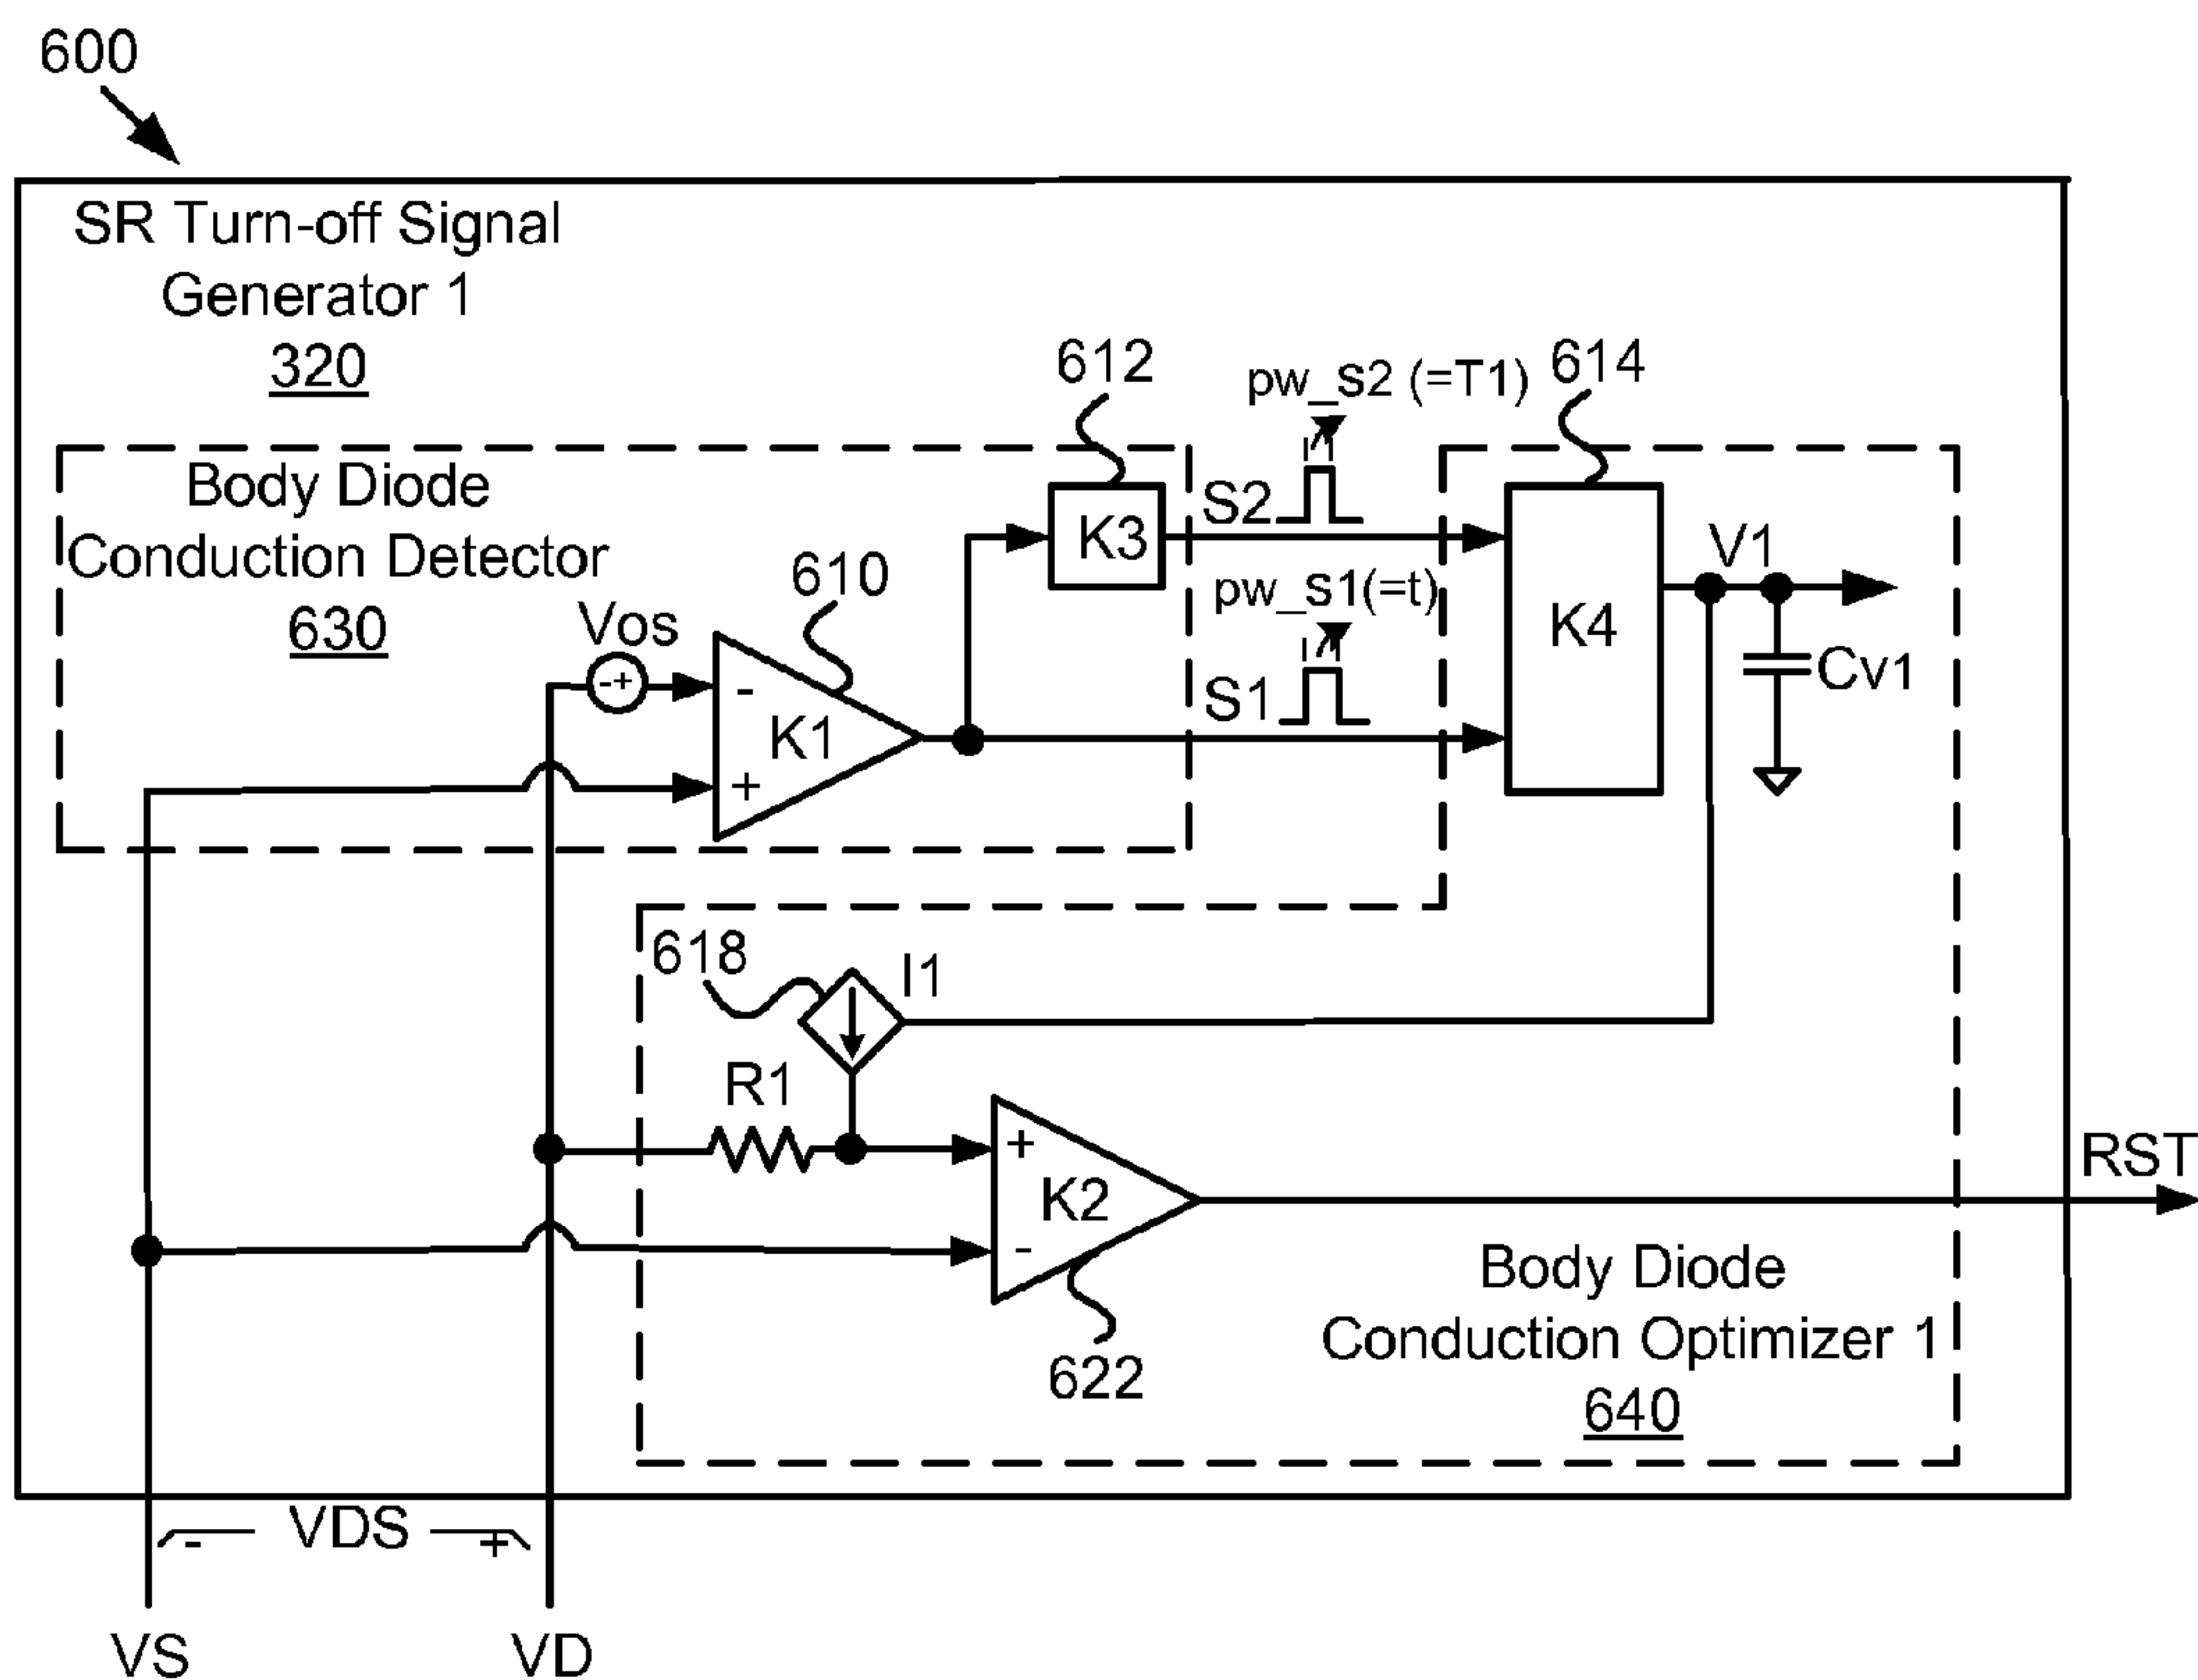 600
SR Turn-off Signal
Generator 1
320
612
pw_s2 (=T1)
614
Body Diode
Conduction Detector
630
610
Vos
-+
-
K1
+
K3
S2
pw_s1(=t)
S1
K4
V1
Cv1
618
I1
R1
+
K2
-
622
RST
Body Diode
Conduction Optimizer 1
640
- VDS +
VS
VD